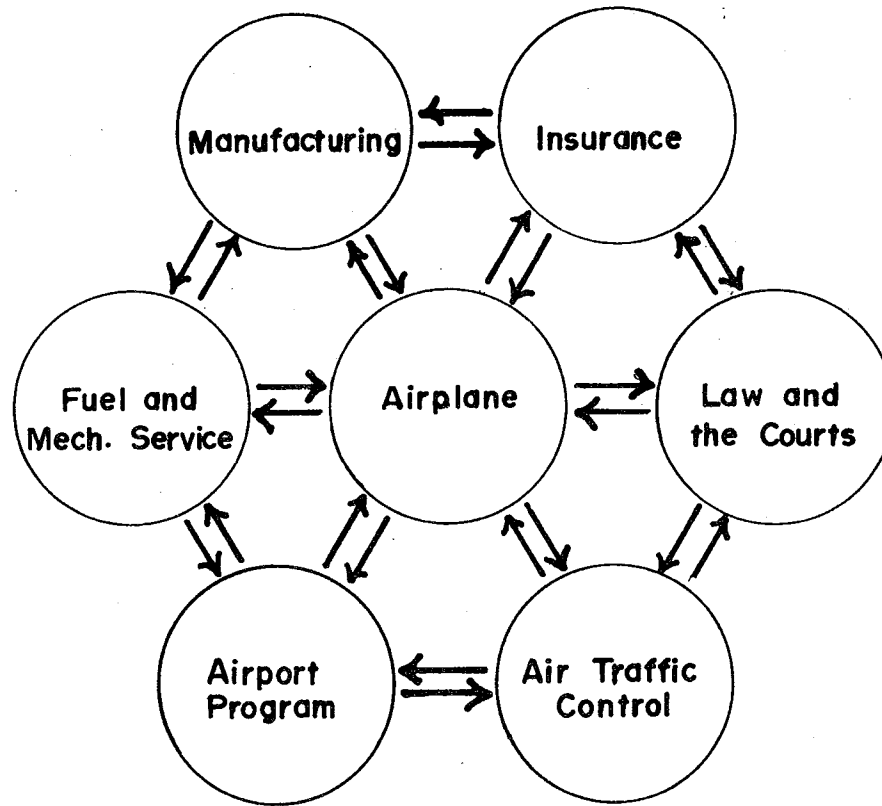 Manufacturing
Insurance
Fuel and
Mech. Service
Airplane
Law and
the Courts
Airport
Program
Air Traffic
Control